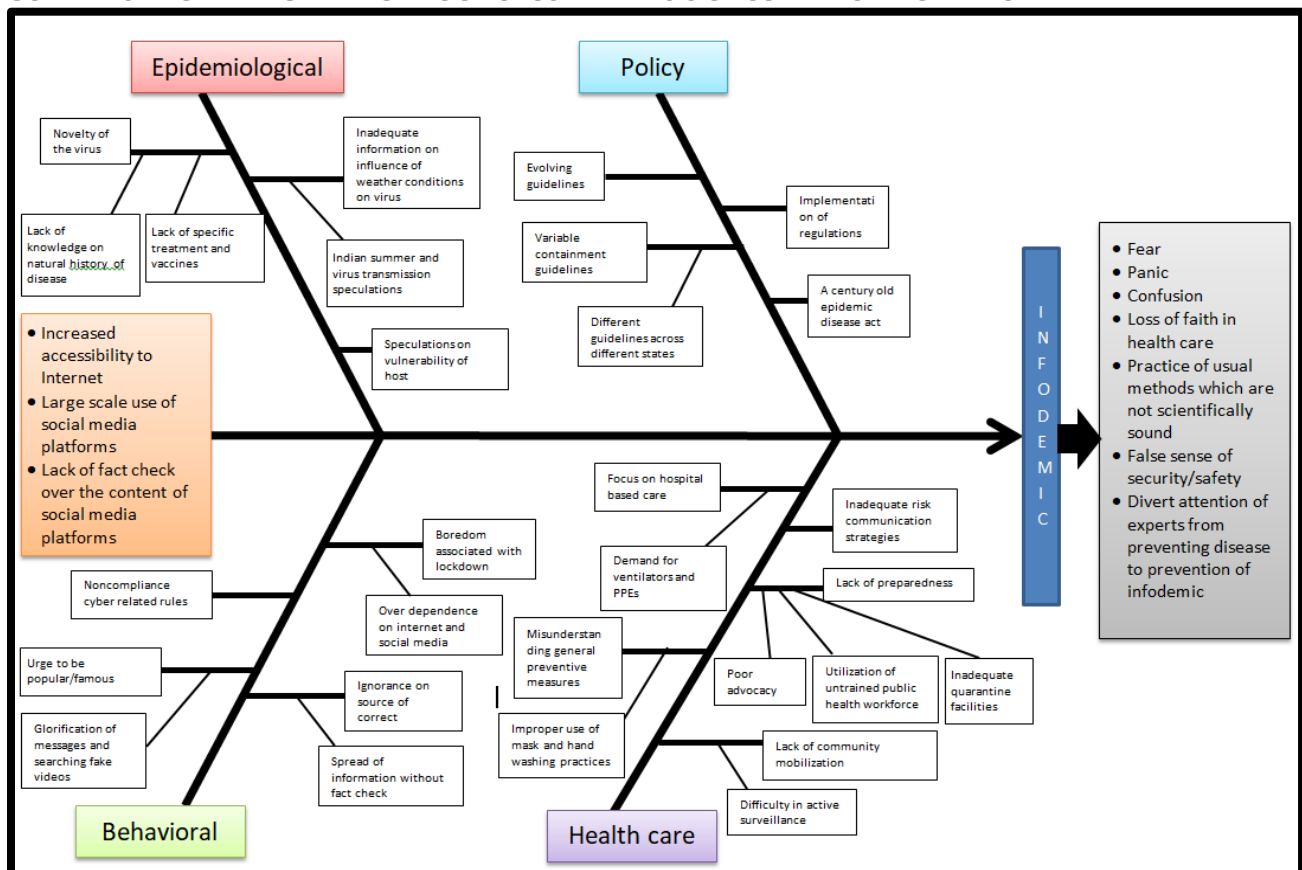 Epidemiological
Policy
Novelty of
the virus
Inadequate
information on
influence of
weather conditions
on virus
Lack of
knowledge on
natural history of
disease
Lack of specific
treatment and
vaccines
Indian summer and
virus transmission
speculations
Speculations on
vulnerability of
host
Evolving
guidelines
Implementati
on of
regulations
Variable
containment
guidelines
A century old
epidemic
disease act
Different
guidelines across
different states
• Increased
accessibility to
Internet
• Large scale use of
social media
platforms
• Lack of fact check
over the content of
social media
platforms
INFODEMIC
• Fear
• Panic
• Confusion
• Loss of faith in
health care
• Practice of usual
methods which are
not scientifically
sound
• False sense of
security/safety
• Divert attention of
experts from
preventing disease
to prevention of
infodemic
Boredom
associated with
lockdown
Noncompliance
cyber related rules
Over dependence
on internet and
social media
Urge to be
popular/famous
Ignorance on
source of
correct
Glorification of
messages and
searching fake
videos
Spread of
information without
fact check
Focus on hospital
based care
Inadequate risk
communication
strategies
Demand for
ventilators and
PPEs
Lack of preparedness
Misunderstan
ding general
preventive
measures
Poor
advocacy
Utilization of
untrained public
health workforce
Inadequate
quarantine
facilities
Improper use of
mask and hand
washing practices
Lack of community
mobilization
Difficulty in active
surveillance
Behavioral
Health care